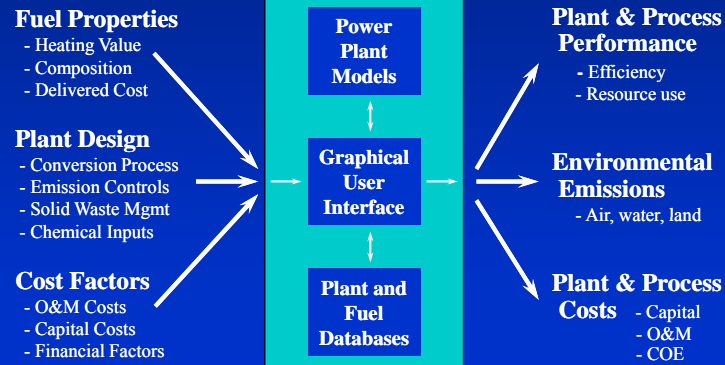 Fuel Properties
- Heating Value
- Composition
- Delivered Cost
Plant Design
- Conversion Process
- Emission Controls
- Solid Waste Mgmt
- Chemical Inputs
Cost Factors
- O&M Costs
- Capital Costs
- Financial Factors
Power
Plant
Models
Graphical
User
Interface
Plant and
Fuel
Databases
Plant & Process
Performance
- Efficiency
- Resource use
Environmental
Emissions
- Air, water, land
Plant & Process
Costs - Capital
- O&M
- COE